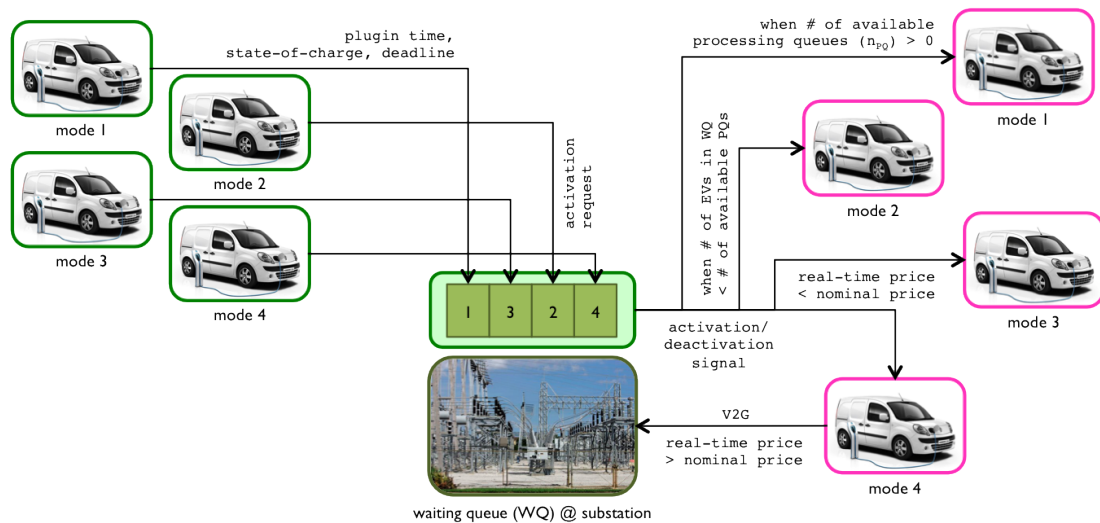 plugin time,
state-of-charge, deadline
mode 1
mode 2
mode 3
mode 4
activation
request
1 3 2 4
when # of available
processing queues (nPQ) > 0
mode 1
when # of EVs in WQ
< # of available PQs
mode 2
real-time price
< nominal price
mode 3
activation/
deactivation
signal
V2G
real-time price
> nominal price
mode 4
waiting queue (WQ) @ substation